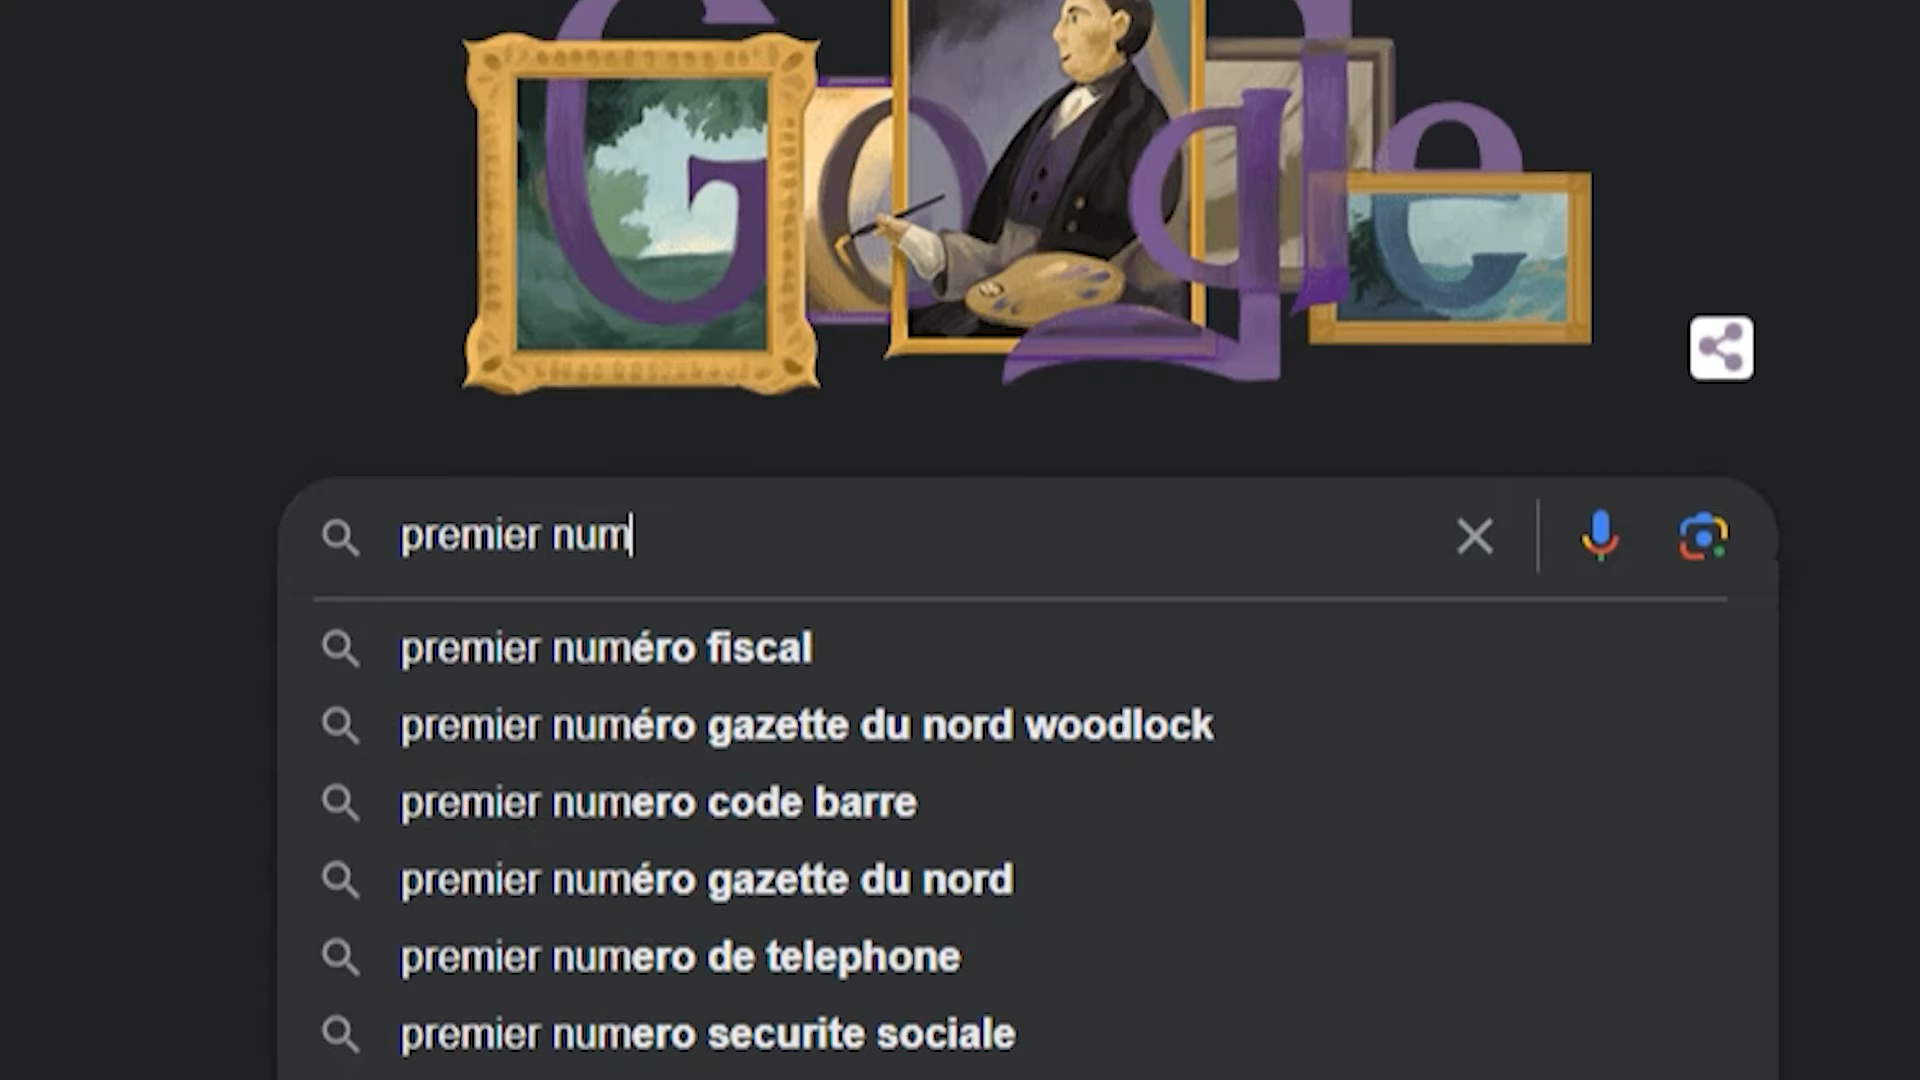 Google
premier num
premier numéro fiscal
premier numéro gazette du nord woodlock
premier numero code barre
premier numéro gazette du nord
premier numero de telephone
premier numero securite sociale